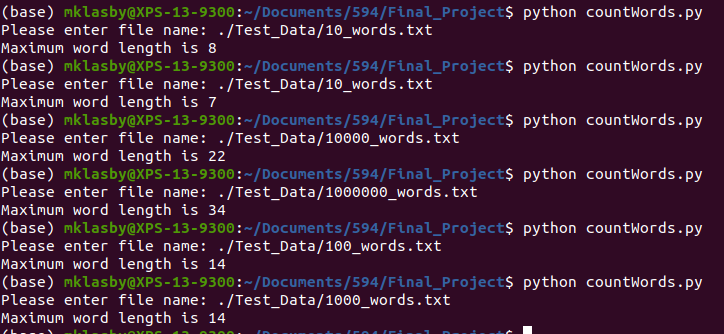 (base) mklasby@XPS-13-9300:~/Documents/594/Final_Project$ python countWords.py
Please enter file name: ./Test_Data/10_words.txt
Maximum word length is 8
(base) mklasby@XPS-13-9300:~/Documents/594/Final_Project$ python countWords.py
Please enter file name: ./Test_Data/10_words.txt
Maximum word length is 7
(base) mklasby@XPS-13-9300:~/Documents/594/Final_Project$ python countWords.py
Please enter file name: ./Test_Data/10000_words.txt
Maximum word length is 22
(base) mklasby@XPS-13-9300:~/Documents/594/Final_Project$ python countWords.py
Please enter file name: ./Test_Data/1000000_words.txt
Maximum word length is 34
(base) mklasby@XPS-13-9300:~/Documents/594/Final_Project$ python countWords.py
Please enter file name: ./Test_Data/100_words.txt
Maximum word length is 14
(base) mklasby@XPS-13-9300:~/Documents/594/Final_Project$ python countWords.py
Please enter file name: ./Test_Data/1000_words.txt
Maximum word length is 14